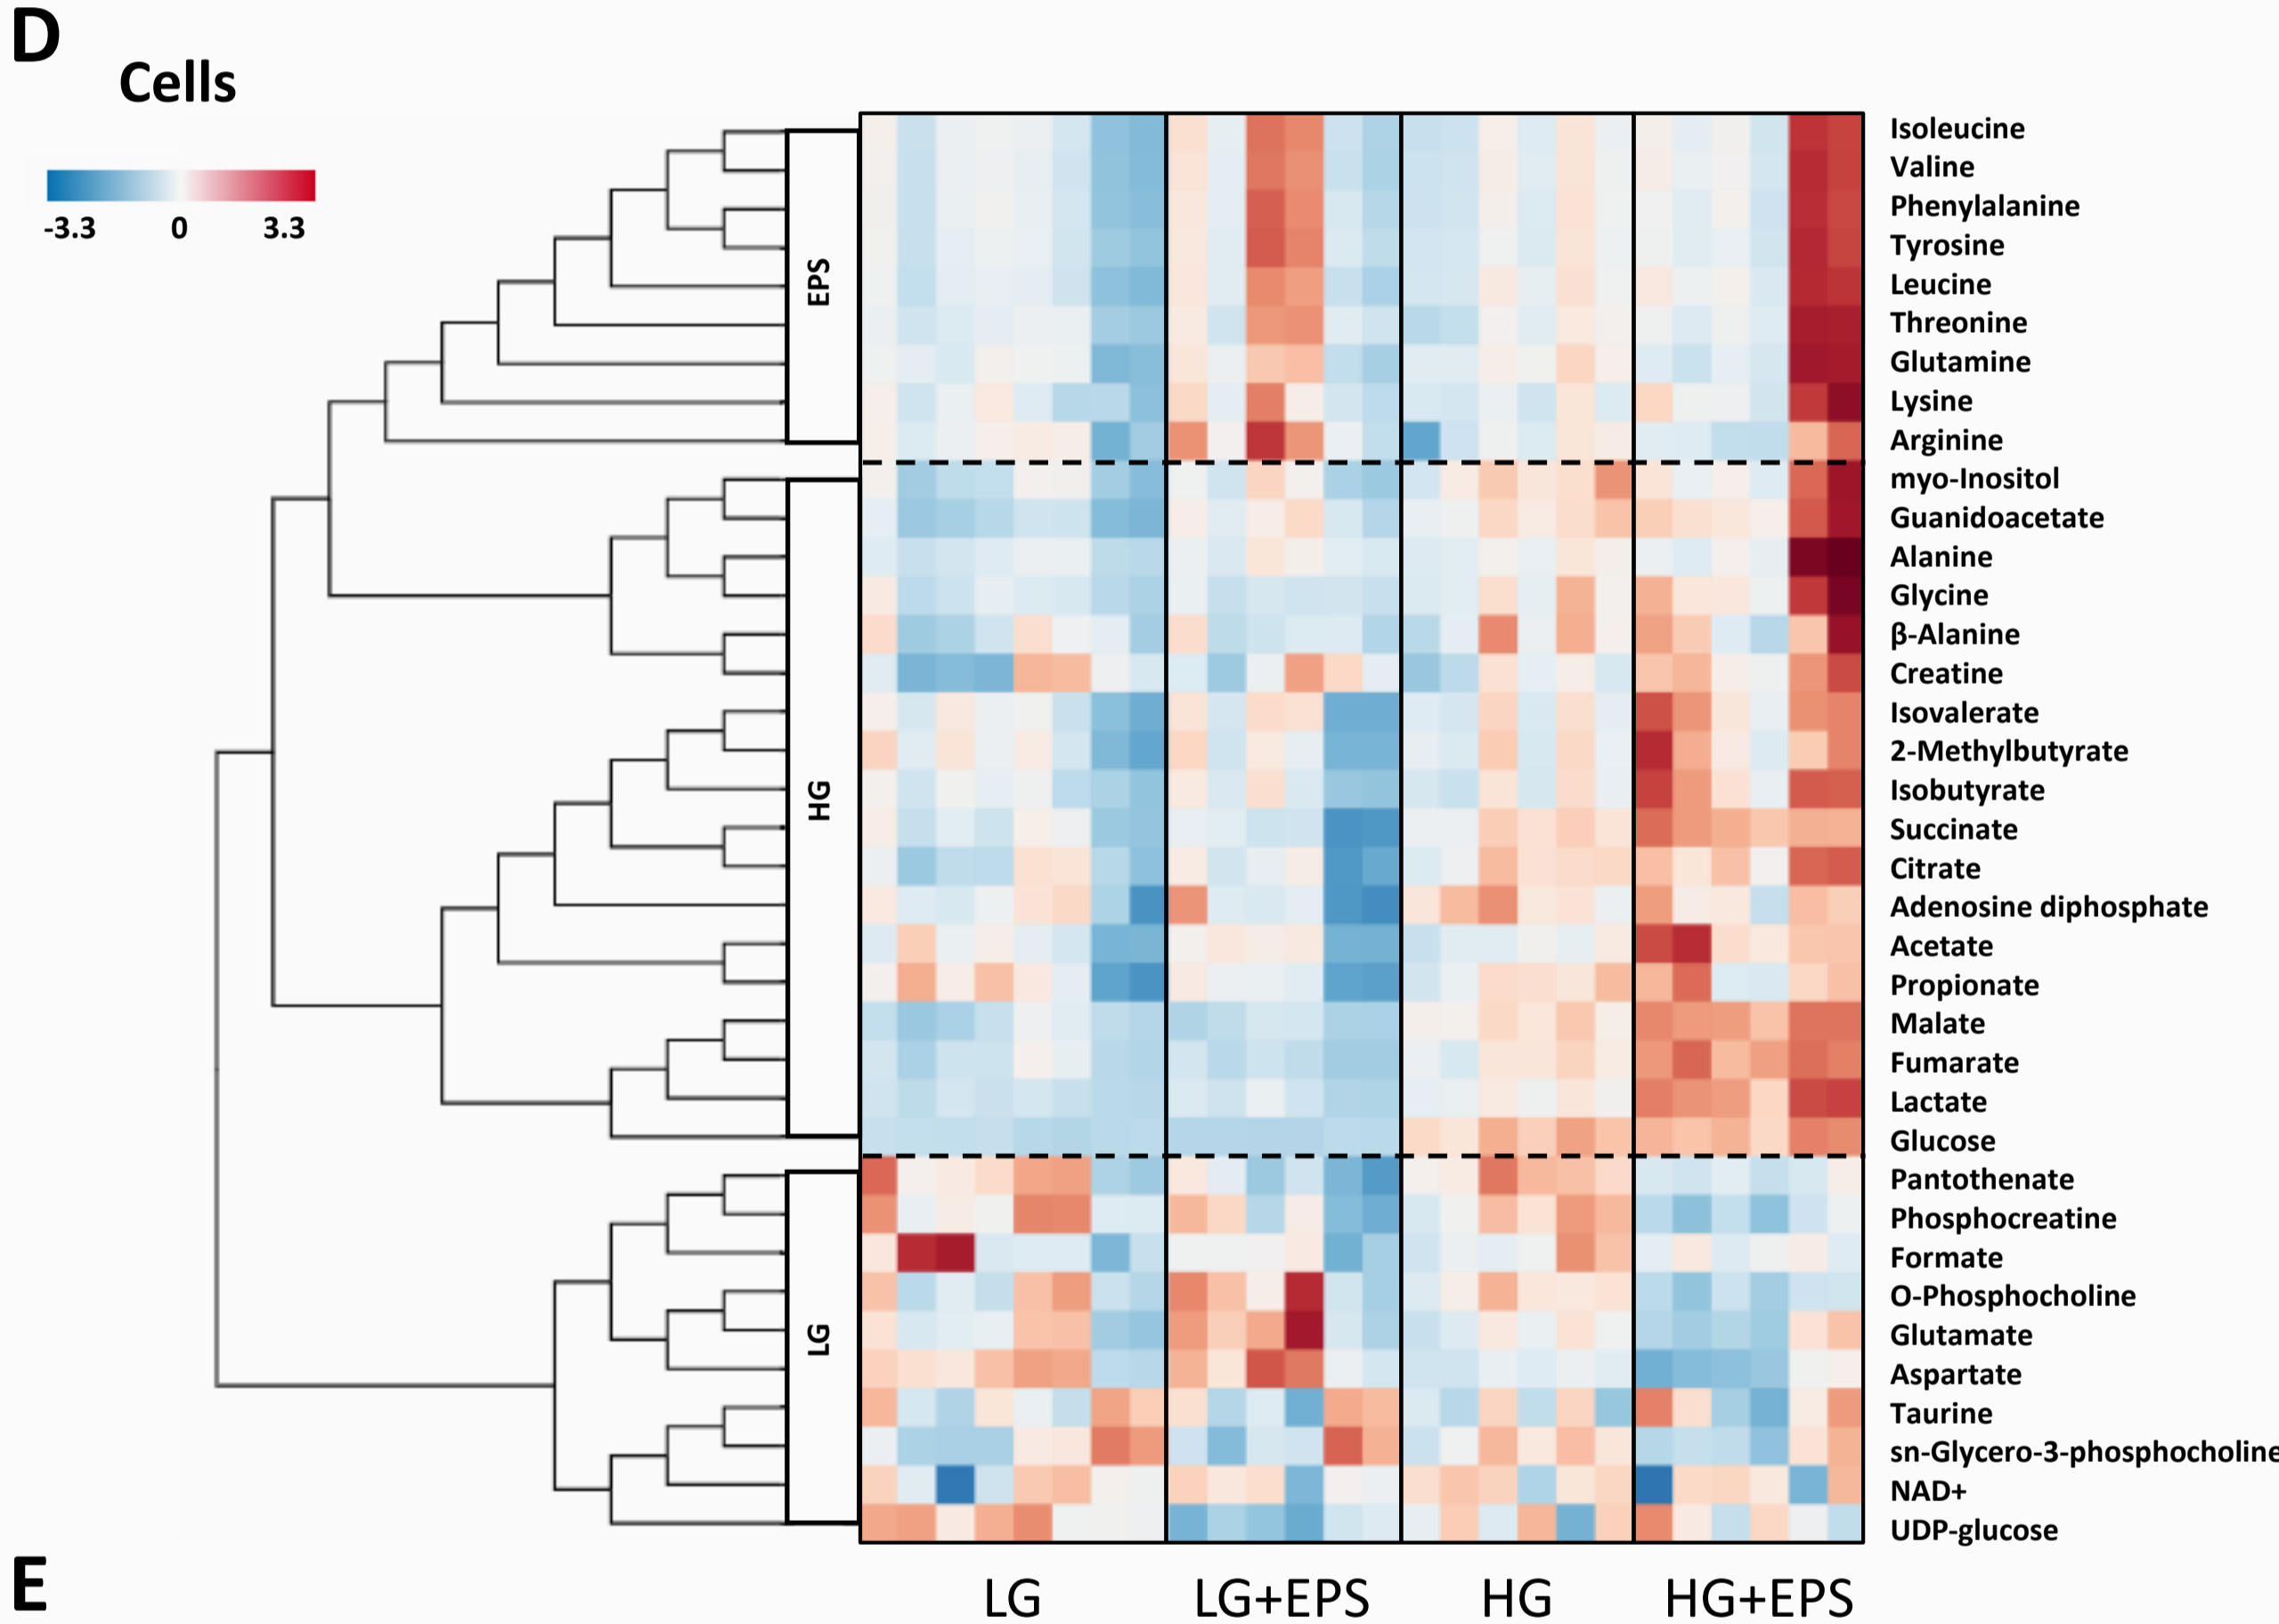 D
Cells
-3.3 0 3.3
EPS
HG
LG
Isoleucine
Valine
Phenylalanine
Tyrosine
Leucine
Threonine
Glutamine
Lysine
Arginine
myo-Inositol
Guanidoacetate
Alanine
Glycine
β-Alanine
Creatine
Isovalerate
2-Methylbutyrate
Isobutyrate
Succinate
Citrate
Adenosine diphosphate
Acetate
Propionate
Malate
Fumarate
Lactate
Glucose
Pantothenate
Phosphocreatine
Formate
O-Phosphocholine
Glutamate
Aspartate
Taurine
sn-Glycero-3-phosphocholine
NAD+
UDP-glucose
LG LG+EPS HG HG+EPS
E